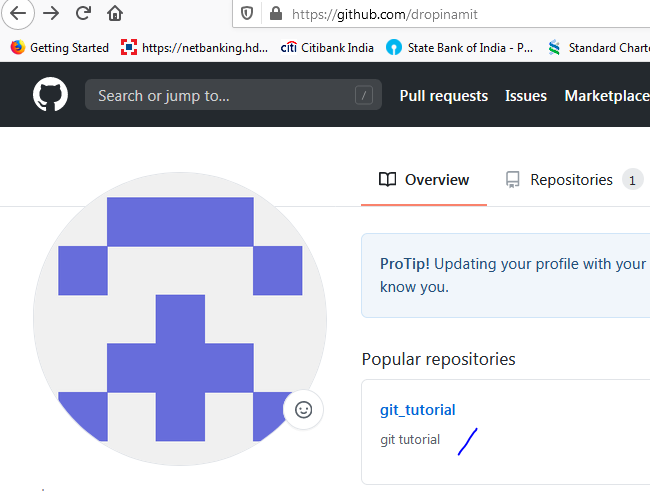 https://github.com/dropinamit
Getting Started https://netbanking.hd... citi Citibank India State Bank of India - P... Standard Charte
Search or jump to... / Pull requests Issues Marketplace
Overview Repositories 1
ProTip! Updating your profile with your
know you.
Popular repositories
git_tutorial
git tutorial